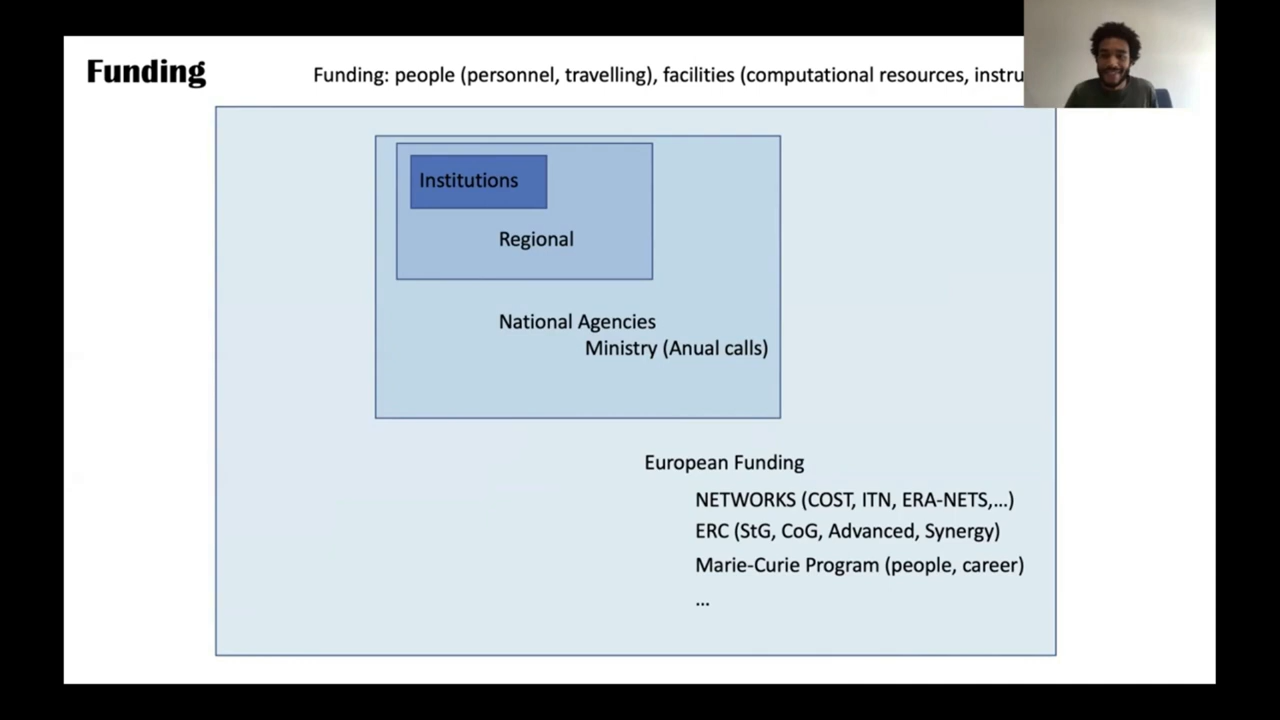 Funding
Funding: people (personnel, travelling), facilities (computational resources,
Institutions
Regional
National Agencies
Ministry (Anual calls)
European Funding
NETWORKS (COST, ITN, ERA-NETS,...)
ERC (StG, CoG, Advanced, Synergy)
Marie-Curie Program (people, career)
...